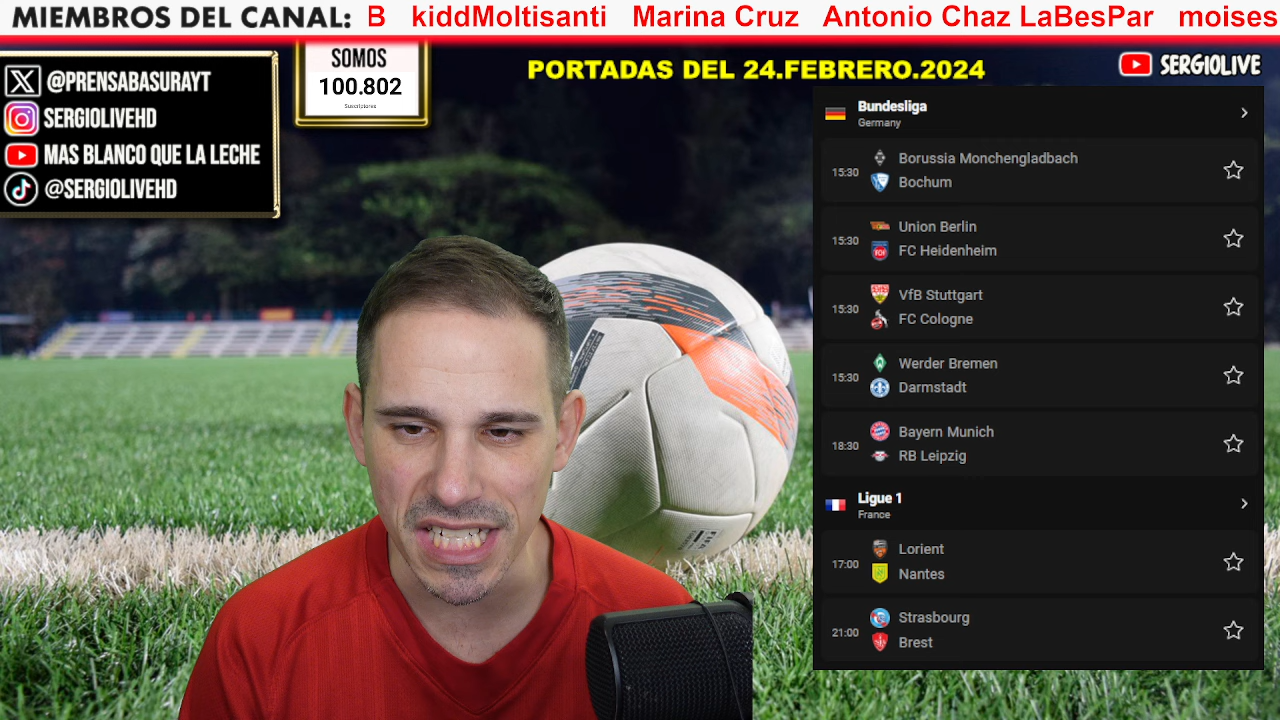 MIEMBROS DEL CANAL: B kiddMoltisanti Marina Cruz Antonio Chaz LaBesPar moises
@PRENSABASURAYT
SERGIOLIVEHD
MAS BLANCO QUE LA LECHE
@SERGIOLIVEHD
SOMOS
100.802
Suscriptores
PORTADAS DEL 24.FEBRERO.2024
SERGIOLIVE
Bundesliga
Germany
15:30
Borussia Monchengladbach
Bochum
15:30
Union Berlin
FC Heidenheim
15:30
VfB Stuttgart
FC Cologne
15:30
Werder Bremen
Darmstadt
18:30
Bayern Munich
RB Leipzig
Ligue 1
France
17:00
Lorient
Nantes
21:00
Strasbourg
Brest